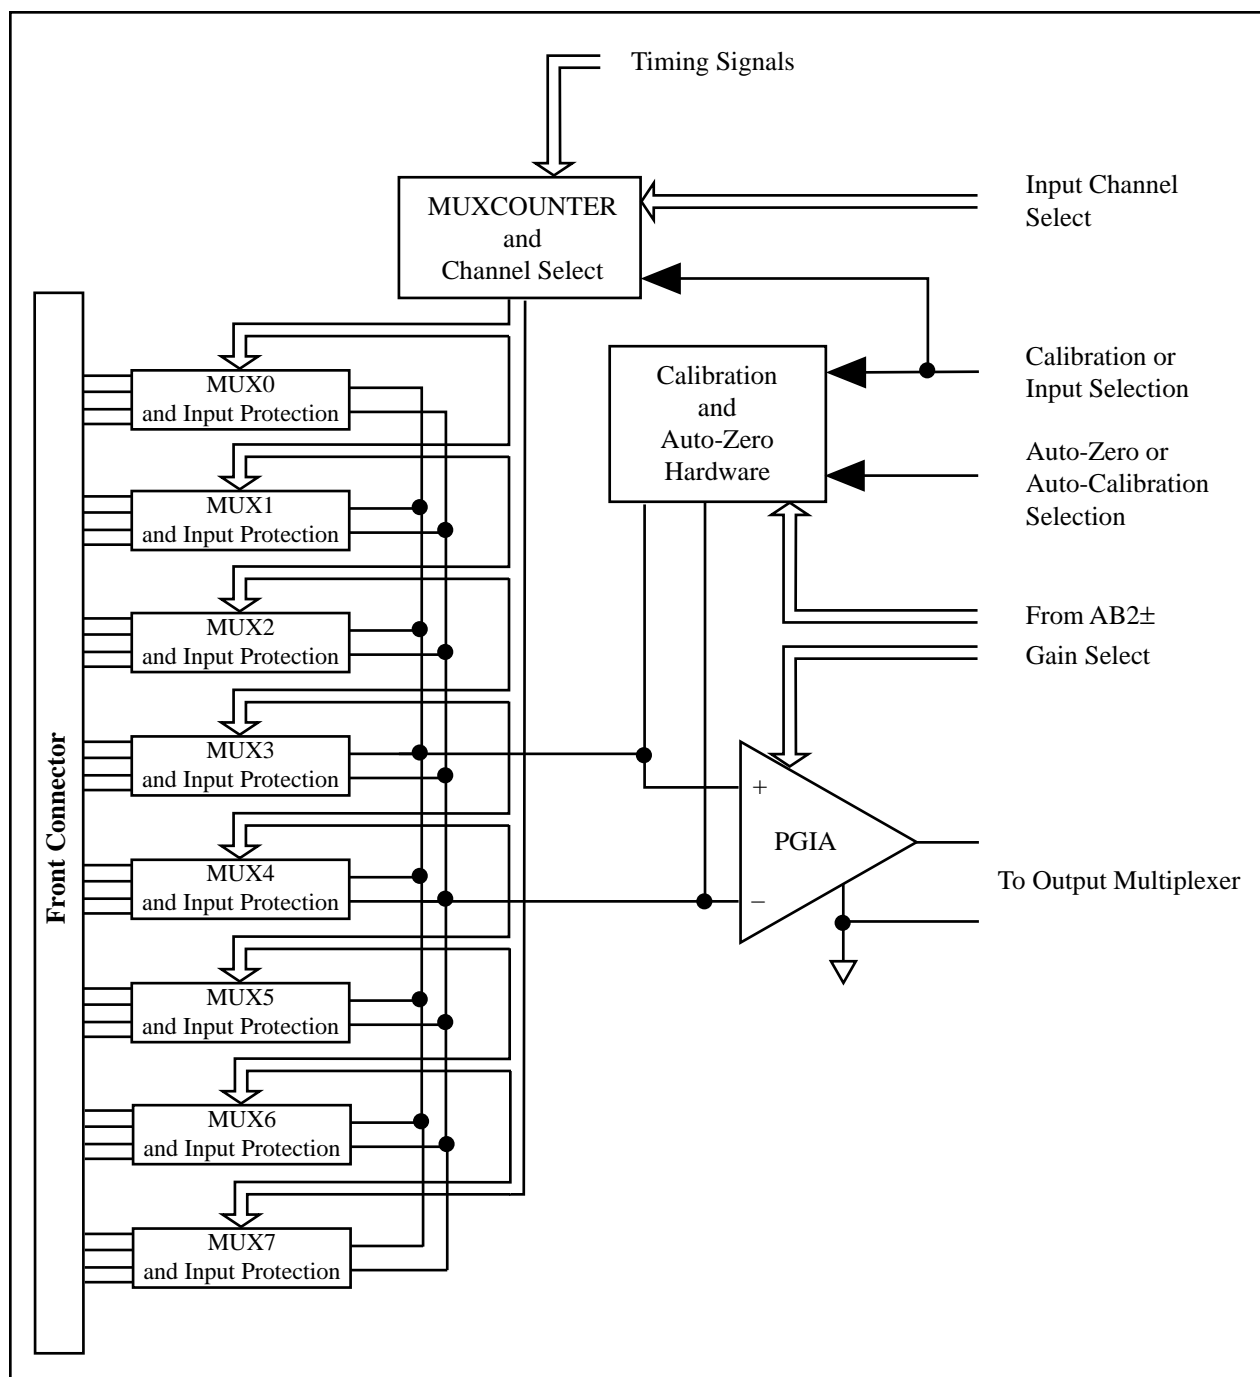 Timing Signals
MUXCOUNTER
and
Channel Select
Input Channel
Select
Calibration
and
Auto-Zero
Hardware
Calibration or
Input Selection
Auto-Zero or
Auto-Calibration
Selection
From AB2±
Gain Select
Front Connector
MUX0
and Input Protection
MUX1
and Input Protection
MUX2
and Input Protection
MUX3
and Input Protection
MUX4
and Input Protection
MUX5
and Input Protection
MUX6
and Input Protection
MUX7
and Input Protection
+
PGIA
−
To Output Multiplexer